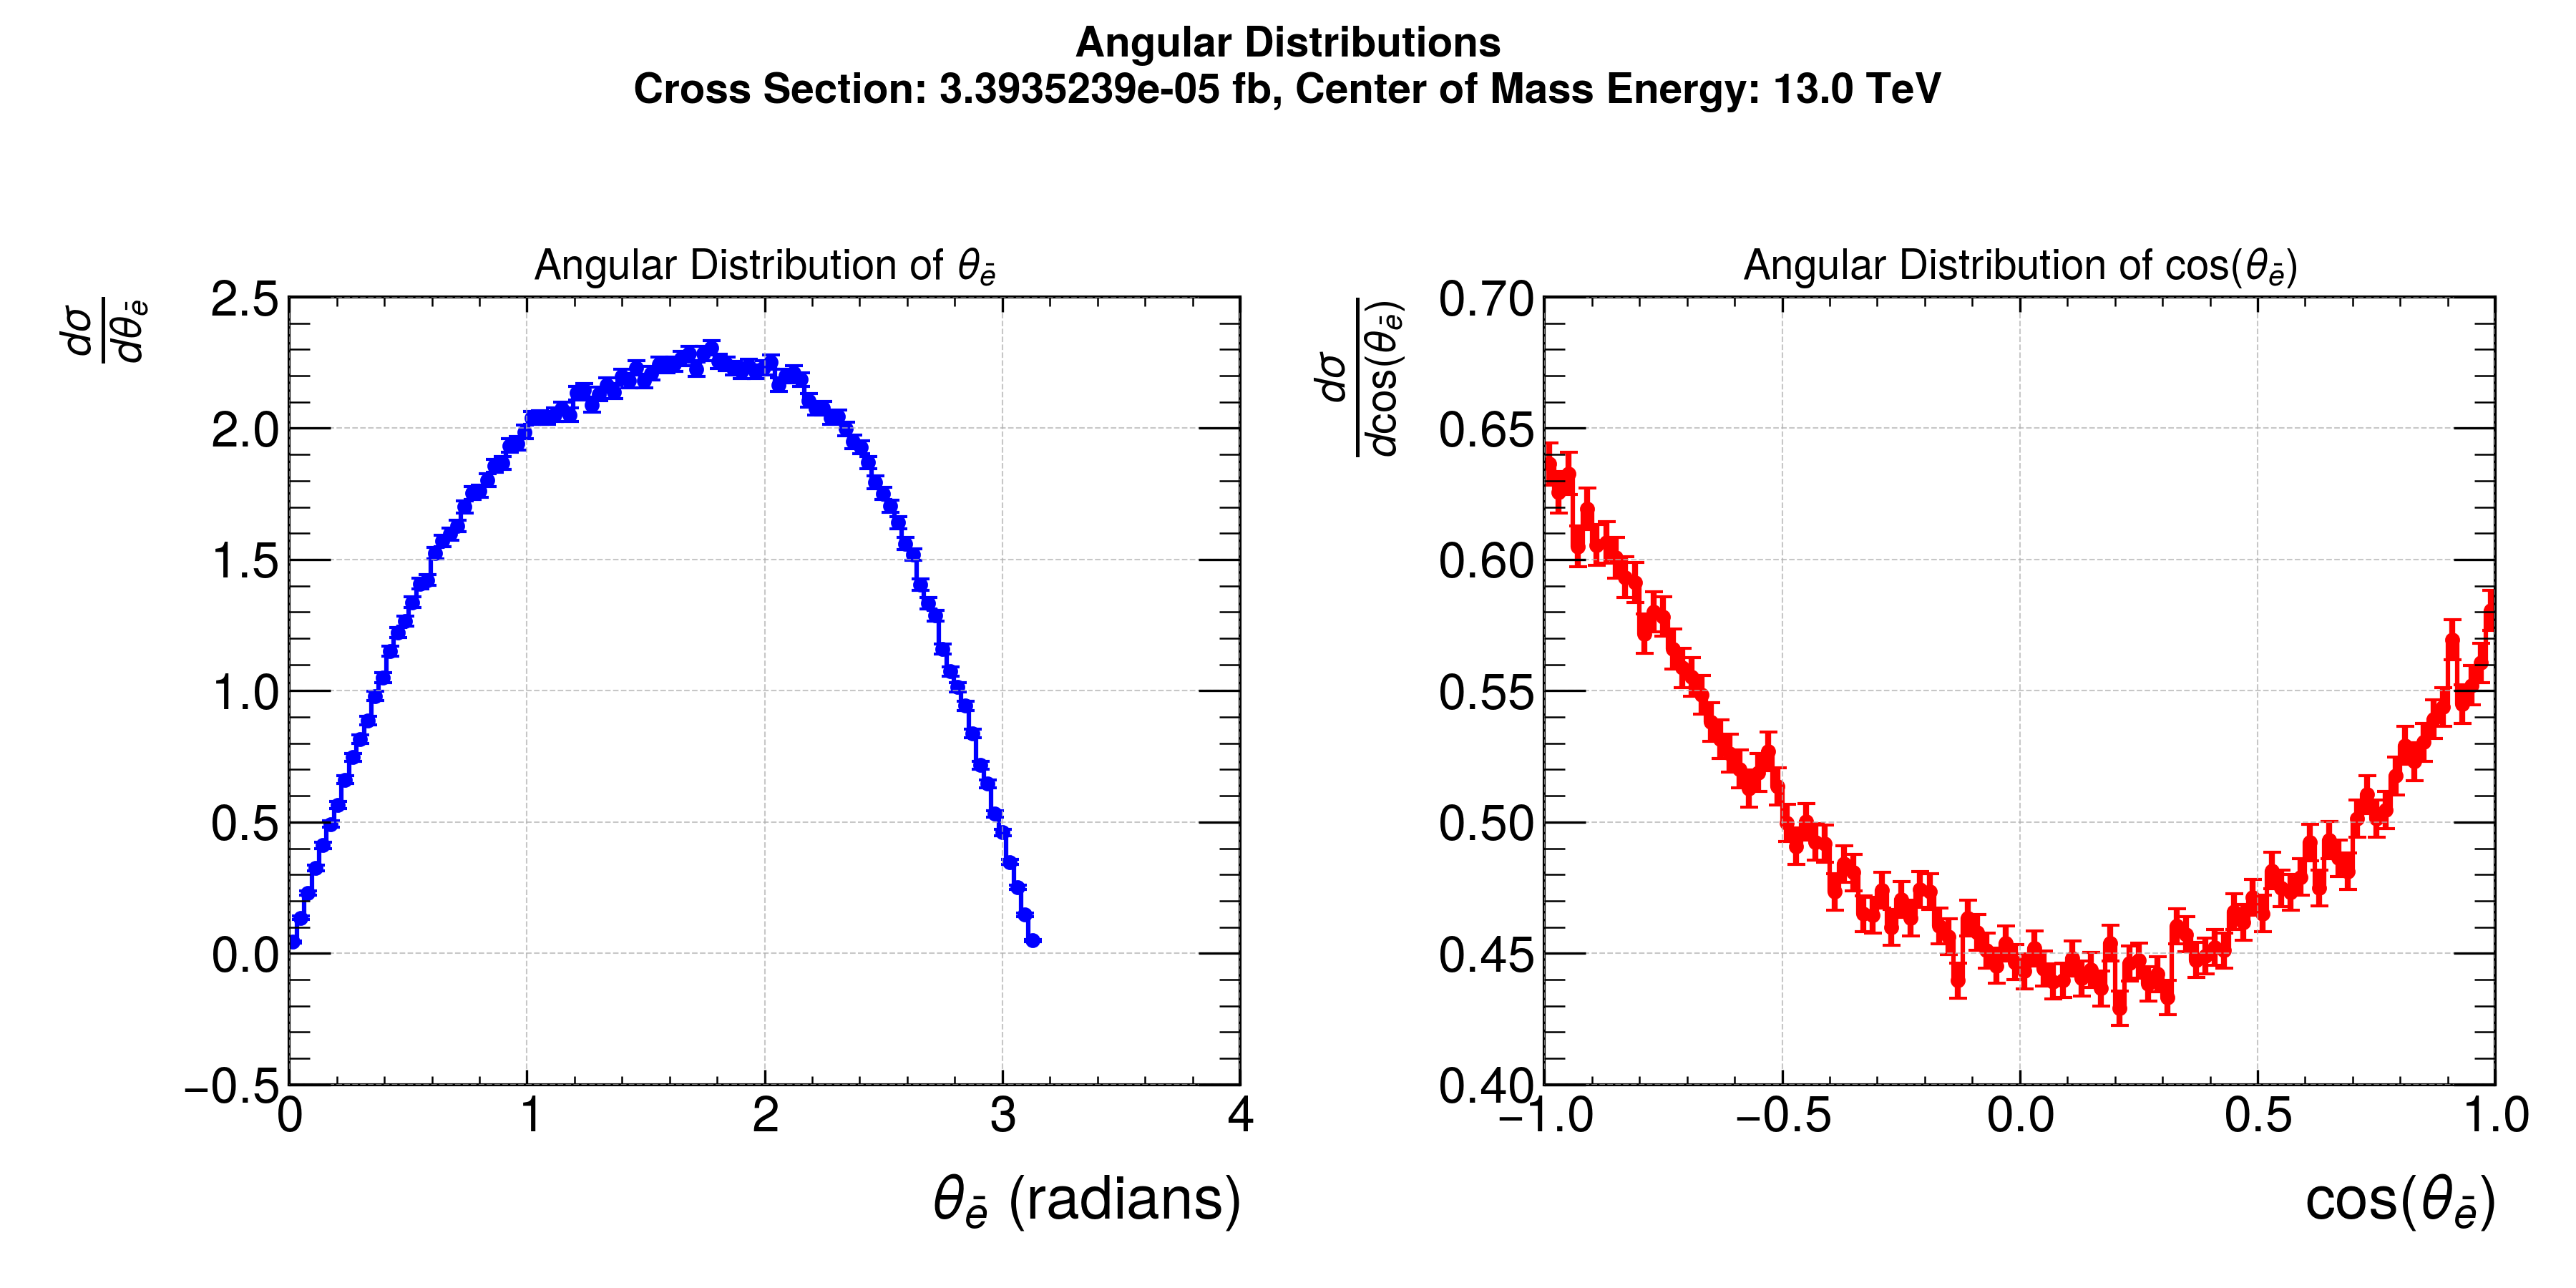 Angular Distributions
Cross Section: 3.3935239e-05 fb, Center of Mass Energy: 13.0 TeV
Angular Distribution of θ_ē
dσ/dθ_ē
2.5
2.0
1.5
1.0
0.5
0.0
−0.5
0 1 2 3 4
θ_ē (radians)
Angular Distribution of cos(θ_ē)
dσ/dcos(θ_ē)
0.70
0.65
0.60
0.55
0.50
0.45
0.40
−1.0 −0.5 0.0 0.5 1.0
cos(θ_ē)